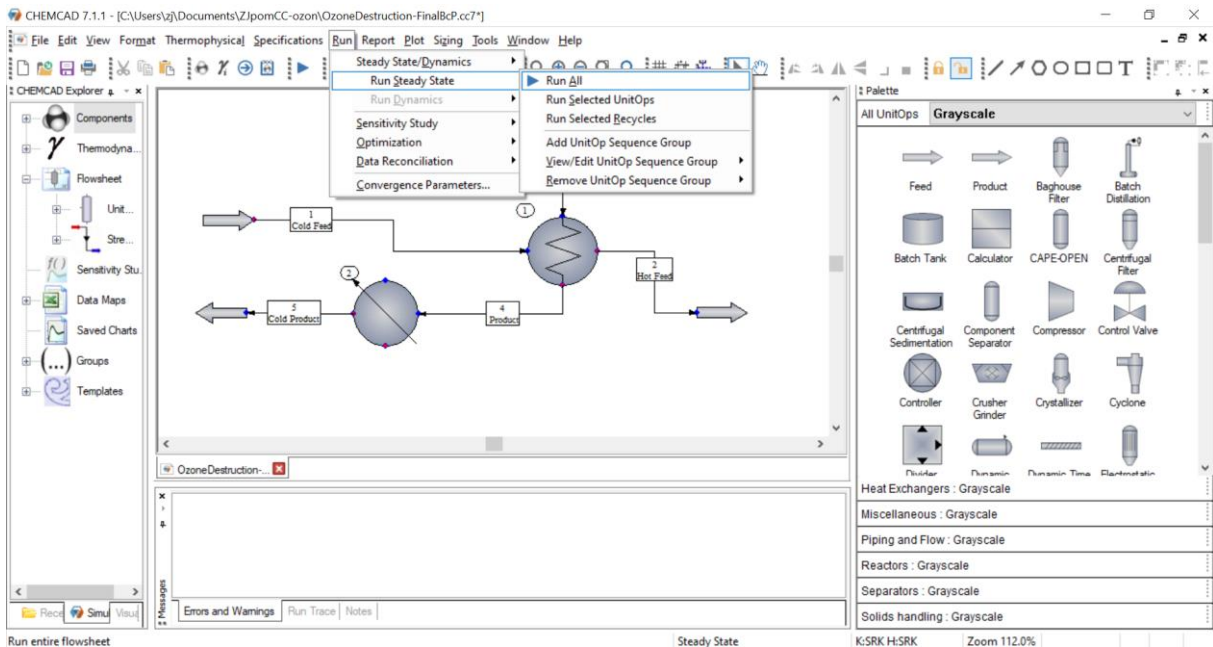 CHEMCAD 7.1.1 - [C:\Users\zj\Documents\ZJpomCC-ozon\OzoneDestruction-FinalBcP.cc7*]
File Edit View Format Thermophysical Specifications Run Report Plot Sizing Tools Window Help
CHEMCAD Explorer
Components
Thermodyna...
Flowsheet
Unit...
Stre...
Sensitivity Stu.
Data Maps
Saved Charts
Groups
Templates
Rece
Simul
Visua
Steady State/Dynamics
Run Steady State
Run Dynamics
Sensitivity Study
Optimization
Data Reconciliation
Convergence Parameters...
Run All
Run Selected UnitOps
Run Selected Recycles
Add UnitOp Sequence Group
View/Edit UnitOp Sequence Group
Remove UnitOp Sequence Group
1
Cold Feed
1
2
Hot Feed
2
5
Cold Product
4
Product
OzoneDestruction-...
Messages
Errors and Warnings
Run Trace
Notes
Palette
All UnitOps Grayscale
Feed Product Baghouse Filter Batch Distillation
Batch Tank Calculator CAPE-OPEN Centrifugal Filter
Centrifugal Sedimentation Component Separator Compressor Control Valve
Controller Crusher Grinder Crystallizer Cyclone
Divider Dynamic Dynamic Time Electrostatic
Heat Exchangers : Grayscale
Miscellaneous : Grayscale
Piping and Flow : Grayscale
Reactors : Grayscale
Separators : Grayscale
Solids handling : Grayscale
Run entire flowsheet
Steady State
K:SRK H:SRK
Zoom 112.0%